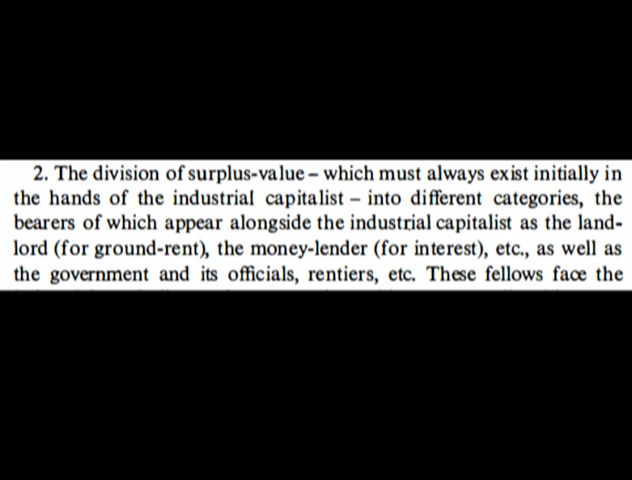 2. The division of surplus-value – which must always exist initially in
the hands of the industrial capitalist – into different categories, the
bearers of which appear alongside the industrial capitalist as the land-
lord (for ground-rent), the money-lender (for interest), etc., as well as
the government and its officials, rentiers, etc. These fellows face the